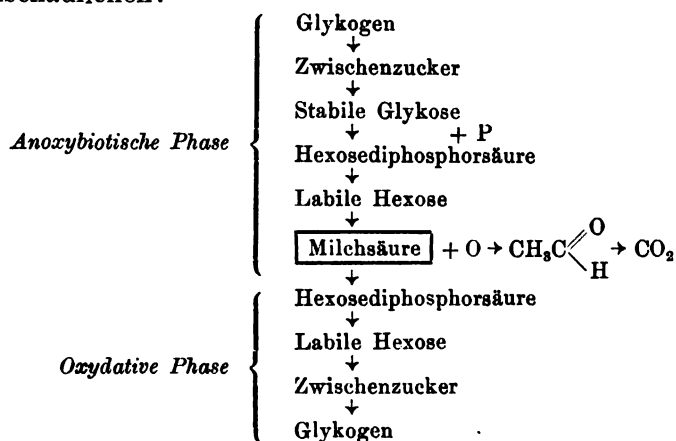 Glykogen
Zwischenzucker
Stabile Glykose
+ P
Anoxybiotische Phase
Hexosediphosphorsäure
Labile Hexose
Milchsäure + O → CH₃C O H → CO₂
Hexosediphosphorsäure
Labile Hexose
Oxydative Phase
Zwischenzucker
Glykogen